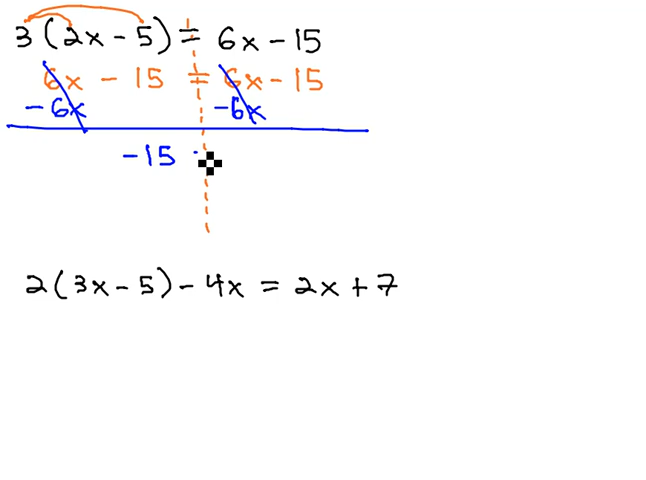 3(2x - 5) = 6x - 15
6x - 15 = 6x - 15
-6x -6x
-15
2(3x - 5) - 4x = 2x + 7